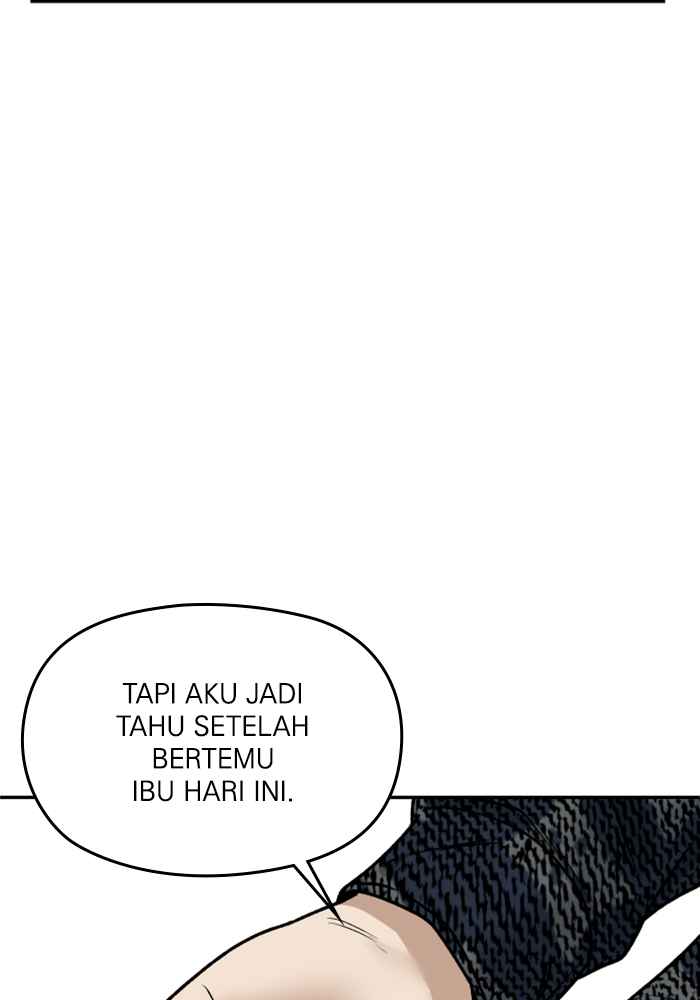 TAPI AKU JADI
TAHU SETELAH
BERTEMU
IBU HARI INI.